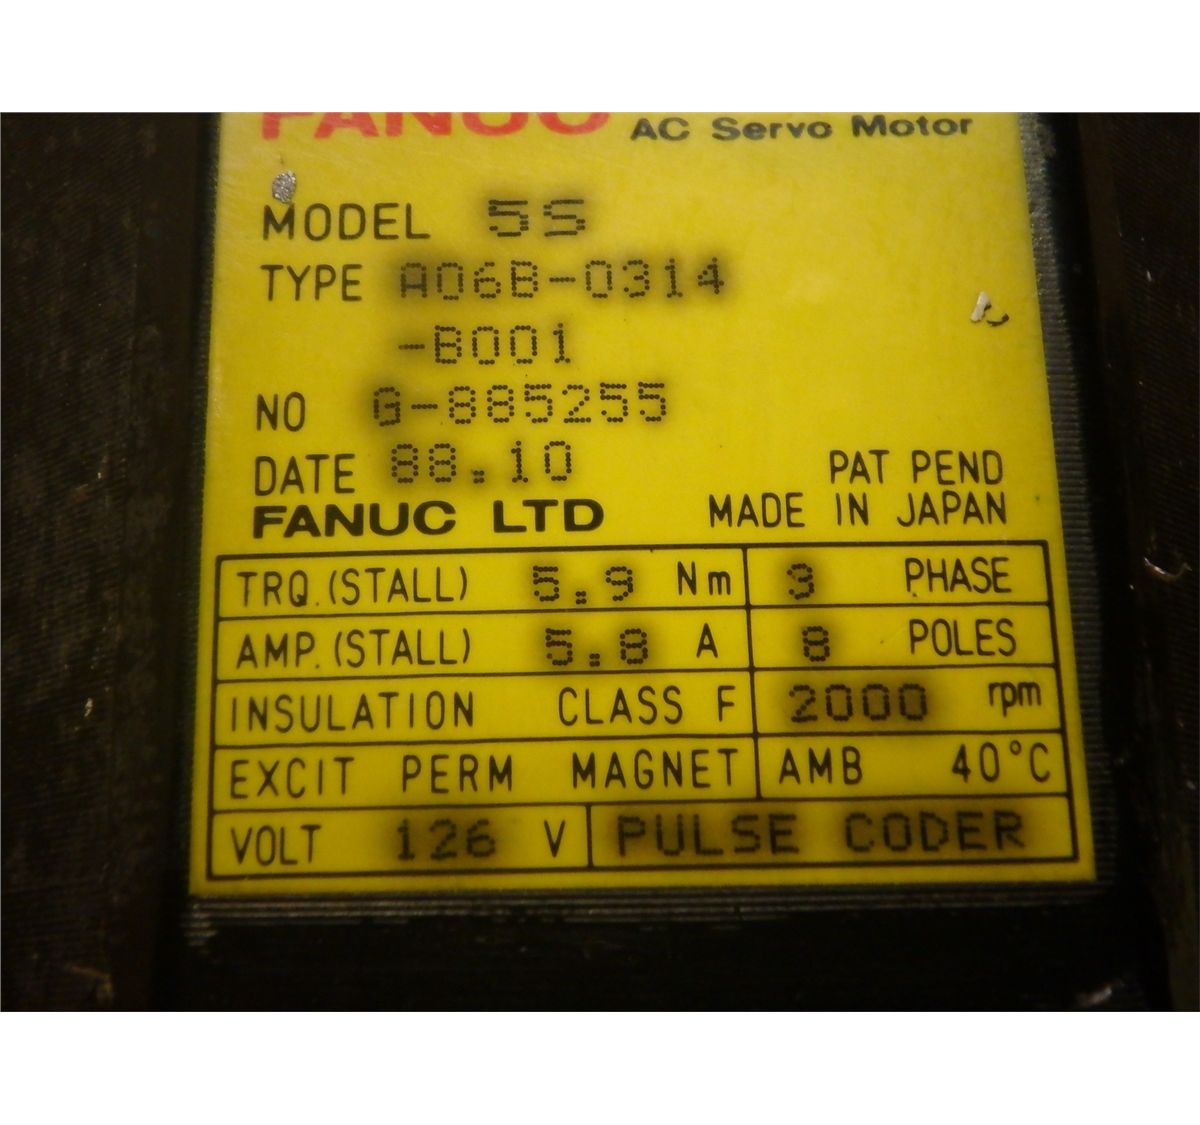 FANUC AC Servo Motor
MODEL 5S
TYPE A06B-0314
-B001
NO G-885255
DATE 88.10
PAT PEND
FANUC LTD MADE IN JAPAN
TRQ.(STALL) 5.9 Nm 3 PHASE
AMP.(STALL) 5.8 A 8 POLES
INSULATION CLASS F 2000 rpm
EXCIT PERM MAGNET AMB 40°C
VOLT 126 V PULSE CODER